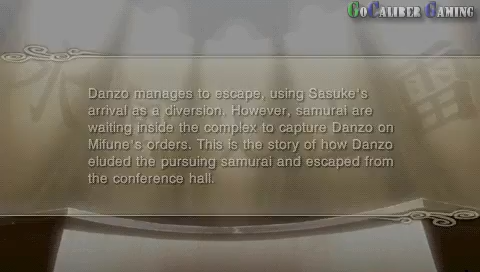 GoCaliber Gaming
水 雷
Danzo manages to escape, using Sasuke's
arrival as a diversion. However, samurai are
waiting inside the complex to capture Danzo on
Mifune's orders. This is the story of how Danzo
eluded the pursuing samurai and escaped from
the conference hall.